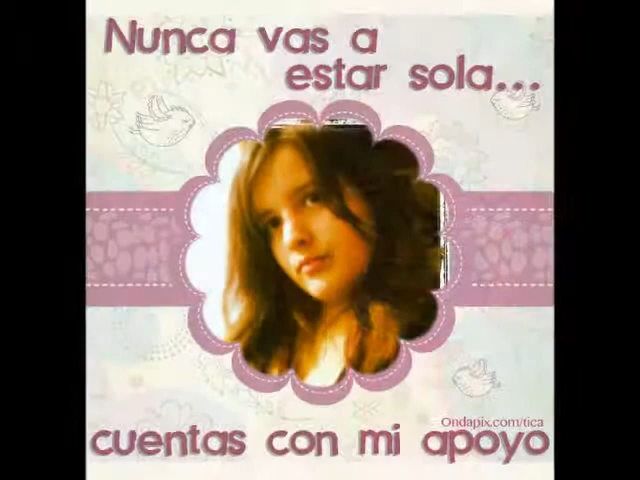 Nunca vas a
estar sola...
Ondapix.com/tica
cuentas con mi apoyo